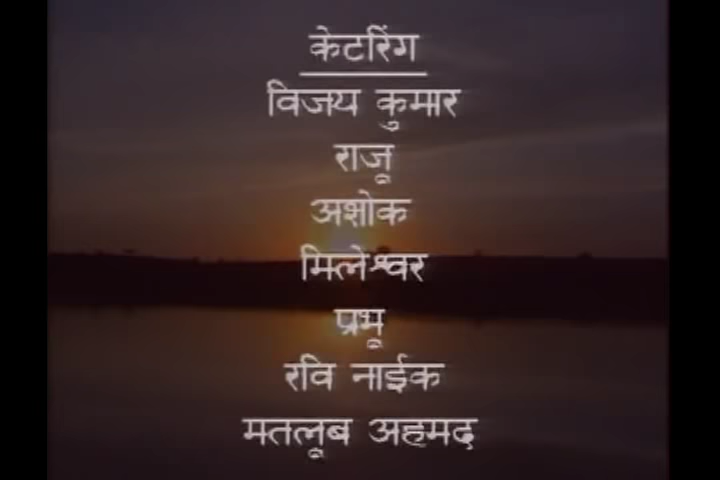 केटरिंग
विजय कुमार
राजू
अशोक
मिलेश्वर
प्रभू
रवि नाईक
मतलूब अहमद